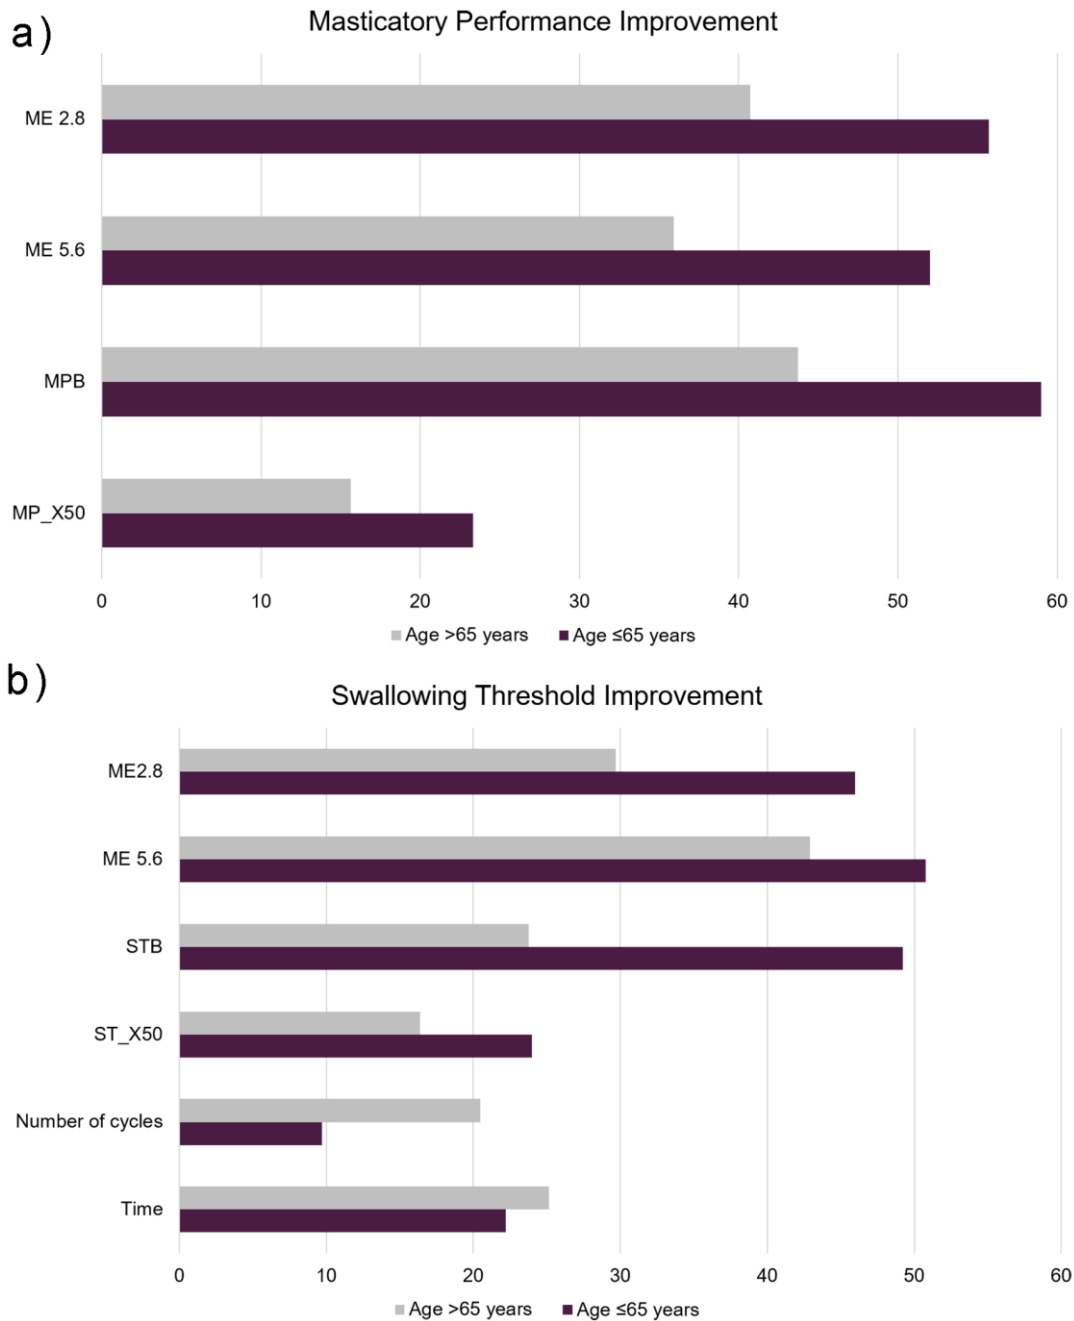 a)
Masticatory Performance Improvement
ME 2.8
ME 5.6
MPB
MP_X50
0 10 20 30 40 50 60
Age >65 years Age ≤65 years
b)
Swallowing Threshold Improvement
ME2.8
ME 5.6
STB
ST_X50
Number of cycles
Time
0 10 20 30 40 50 60
Age >65 years Age ≤65 years